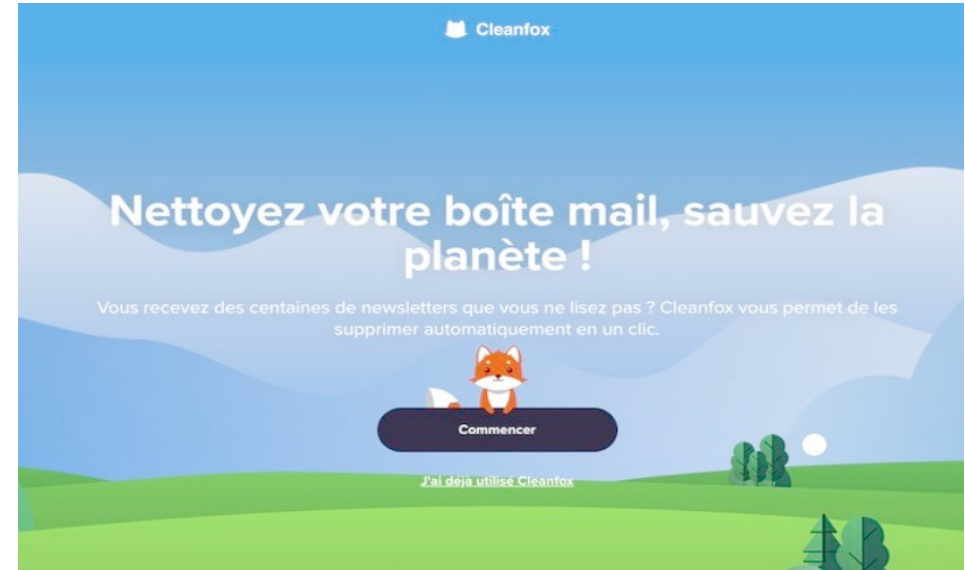 Cleanfox
Nettoyez votre boîte mail, sauvez la
planète !
Vous recevez des centaines de newsletters que vous ne lisez pas ? Cleanfox vous permet de les
supprimer automatiquement en un clic.
Commencer
J'ai déjà utilisé Cleanfox